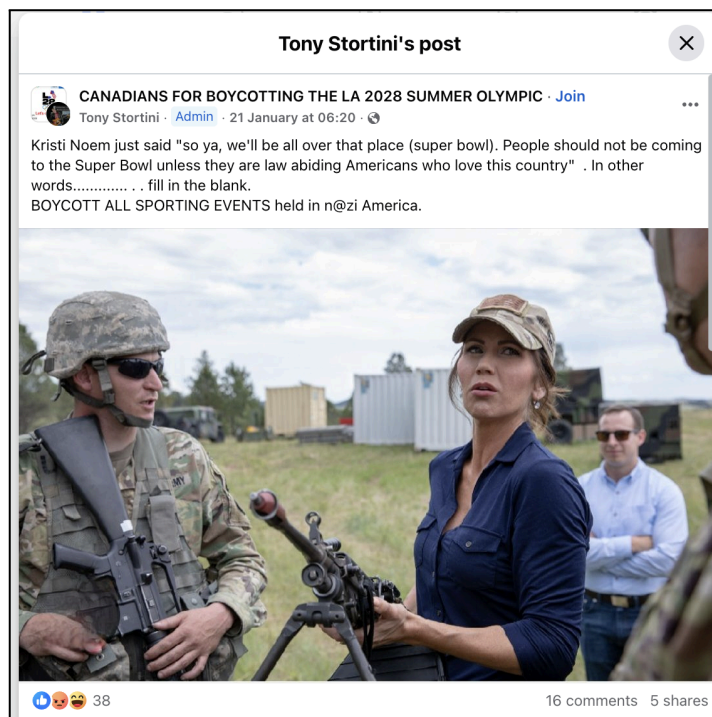 Tony Stortini's post
CANADIANS FOR BOYCOTTING THE LA 2028 SUMMER OLYMPIC · Join
Tony Stortini · Admin · 21 January at 06:20 ·
Kristi Noem just said "so ya, we'll be all over that place (super bowl). People should not be coming
to the Super Bowl unless they are law abiding Americans who love this country" . In other
words............. . . fill in the blank.
BOYCOTT ALL SPORTING EVENTS held in n@zi America.
38
16 comments 5 shares